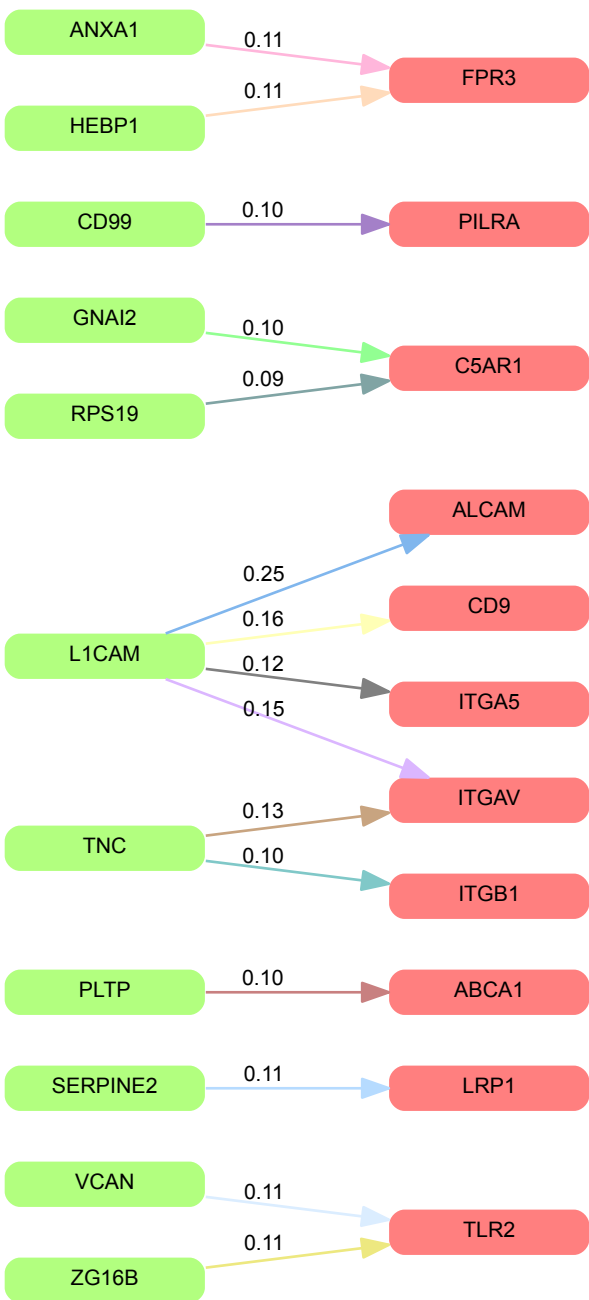 ANXA1
0.11
FPR3
0.11
HEBP1
CD99
0.10
PILRA
GNAI2
0.10
C5AR1
0.09
RPS19
ALCAM
0.25
CD9
0.16
L1CAM
0.12
ITGA5
0.15
ITGAV
0.13
TNC
0.10
ITGB1
PLTP
0.10
ABCA1
SERPINE2
0.11
LRP1
VCAN
0.11
TLR2
0.11
ZG16B